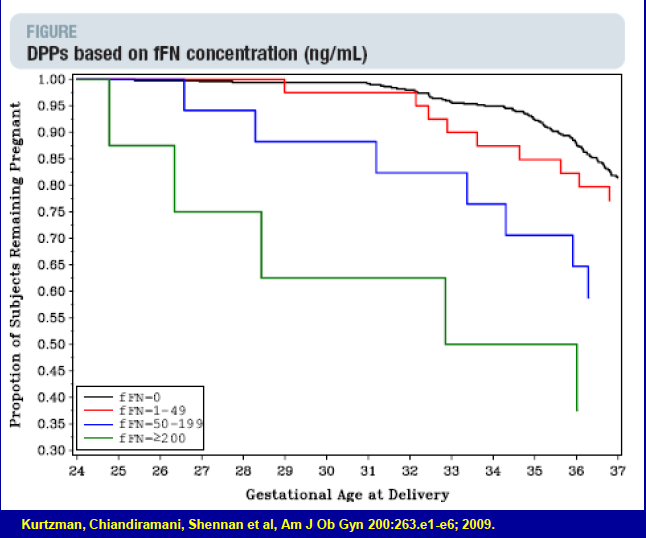 FIGURE
DPPs based on fFN concentration (ng/mL)
Propotion of Subjects Remaining Pregnant
1.00
0.95
0.90
0.85
0.80
0.75
0.70
0.65
0.60
0.55
0.50
0.45
0.40
0.35
0.30
fFN=0
fFN=1-49
fFN=50-199
fFN=≥200
24 25 26 27 28 29 30 31 32 33 34 35 36 37
Gestational Age at Delivery
Kurtzman, Chiandiramani, Shennan et al, Am J Ob Gyn 200:263.e1-e6; 2009.